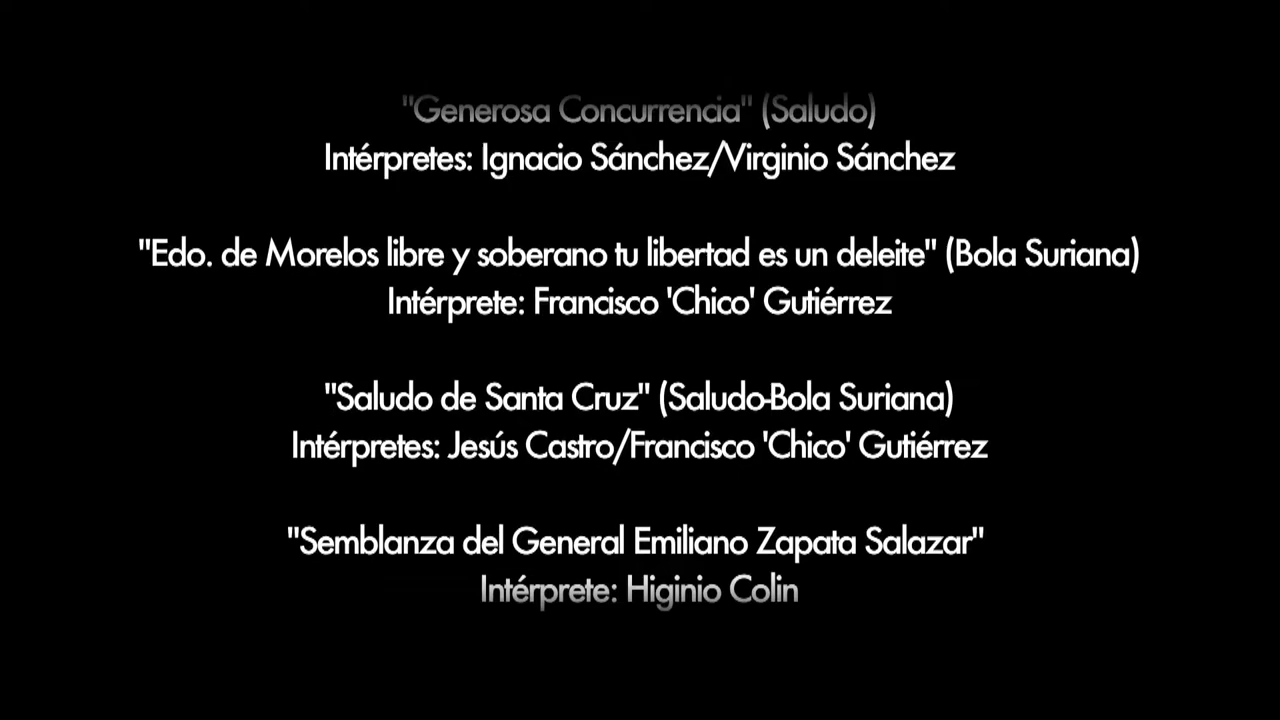 "Generosa Concurrencia" (Saludo)
Intérpretes: Ignacio Sánchez/Virginio Sánchez
"Edo. de Morelos libre y soberano tu libertad es un deleite" (Bola Suriana)
Intérprete: Francisco 'Chico' Gutiérrez
"Saludo de Santa Cruz" (Saludo-Bola Suriana)
Intérpretes: Jesús Castro/Francisco 'Chico' Gutiérrez
"Semblanza del General Emiliano Zapata Salazar"
Intérprete: Higinio Colin